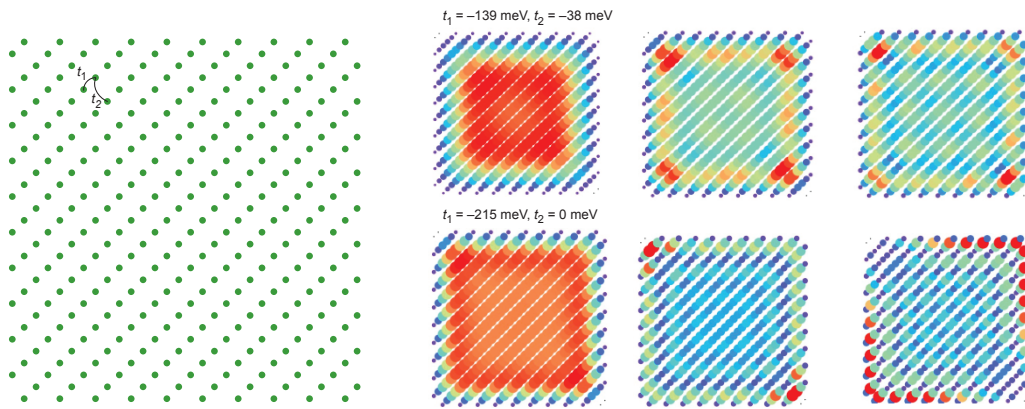 t₁ = –139 meV, t₂ = –38 meV
t₁
t₂
t₁ = –215 meV, t₂ = 0 meV